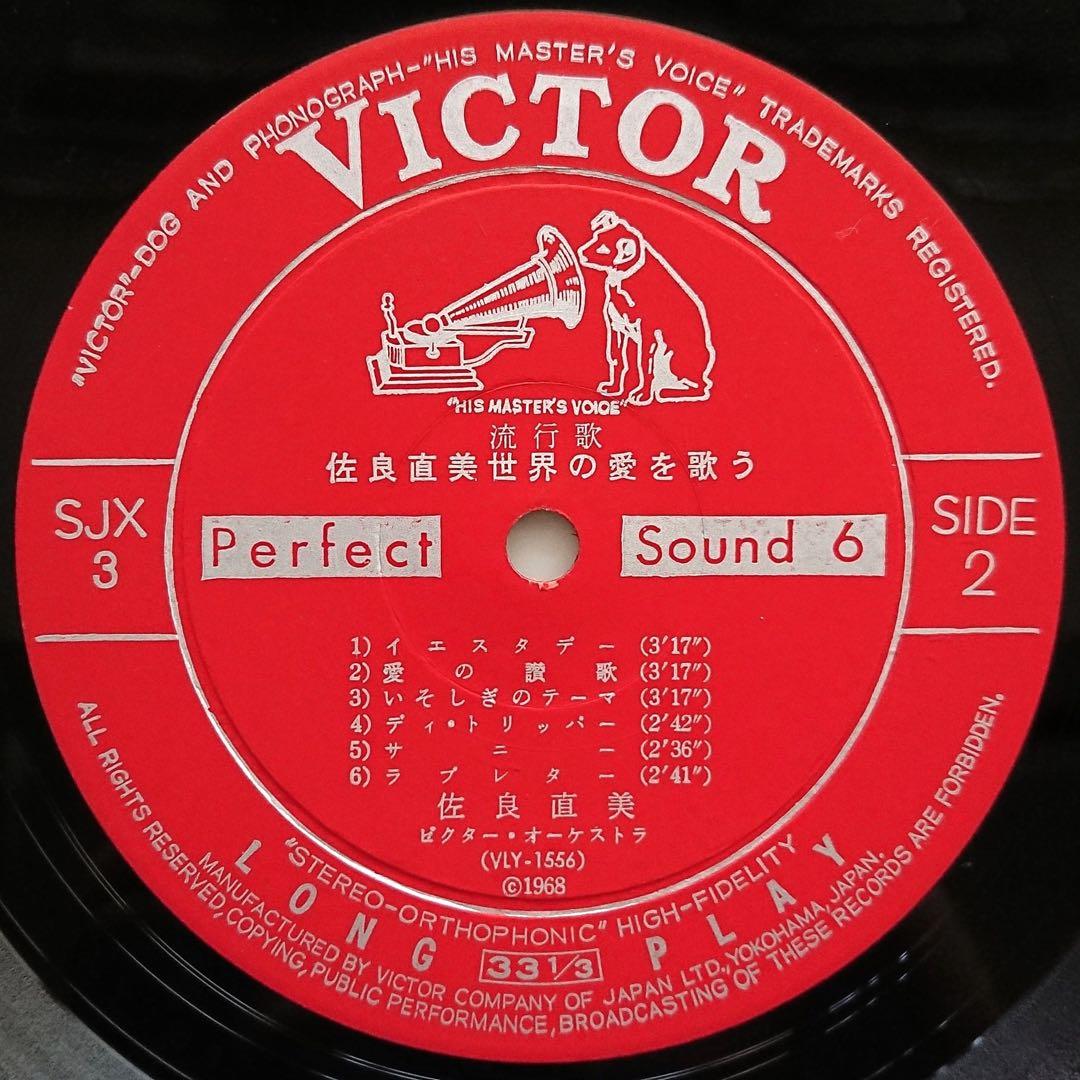 "VICTOR"-DOG AND PHONOGRAPH-"HIS MASTER'S VOICE" TRADEMARKS REGISTERED.
VICTOR
"HIS MASTER'S VOICE"
流行歌
佐良直美世界の愛を歌う
SJX
3
Perfect
Sound 6
SIDE
2
1) イエスタデー (3'17")
2) 愛の讃歌 (3'17")
3) いそしぎのテーマ (3'17")
4) ディ・トリッパー (2'42")
5) サニー (2'36")
6) ラブレター (2'41")
佐良直美
ビクター・オーケストラ
(VLY-1556)
©1968
"STEREO-ORTHOPHONIC" HIGH-FIDELITY
LONG PLAY
33 1/3
MANUFACTURED BY VICTOR COMPANY OF JAPAN LTD., YOKOHAMA, JAPAN.
ALL RIGHTS RESERVED, COPYING, PUBLIC PERFORMANCE, BROADCASTING OF THESE RECORDS ARE FORBIDDEN.